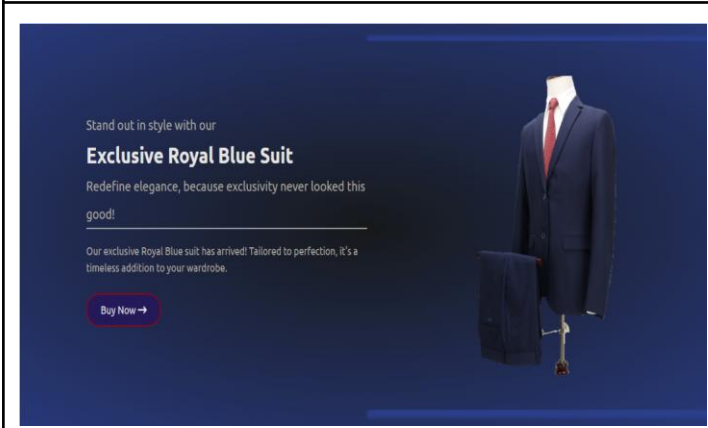 Stand out in style with our
Exclusive Royal Blue Suit
Redefine elegance, because exclusivity never looked this
good!
Our exclusive Royal Blue suit has arrived! Tailored to perfection, it's a
timeless addition to your wardrobe.
Buy Now →